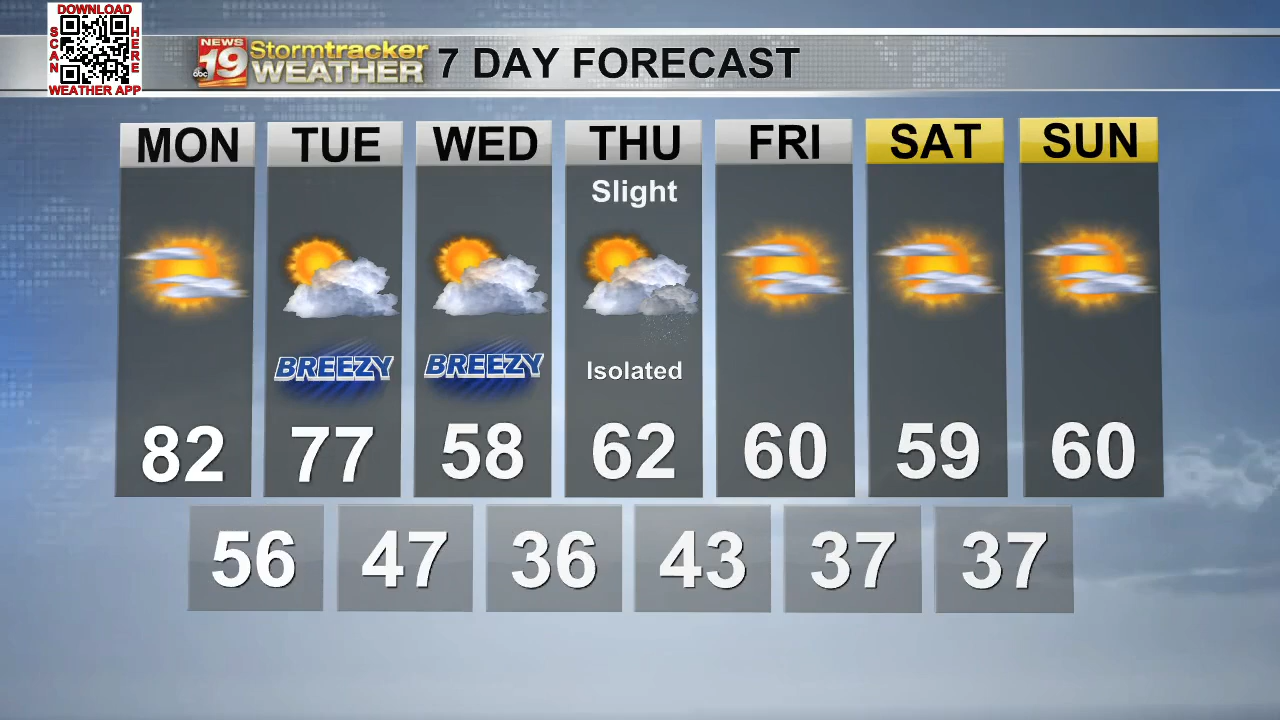 DOWNLOAD
SCAN
HERE
WEATHER APP
NEWS
abc 19
Stormtracker
WEATHER
7 DAY FORECAST
MON TUE WED THU FRI SAT SUN
Slight
BREEZY BREEZY Isolated
82 77 58 62 60 59 60
56 47 36 43 37 37